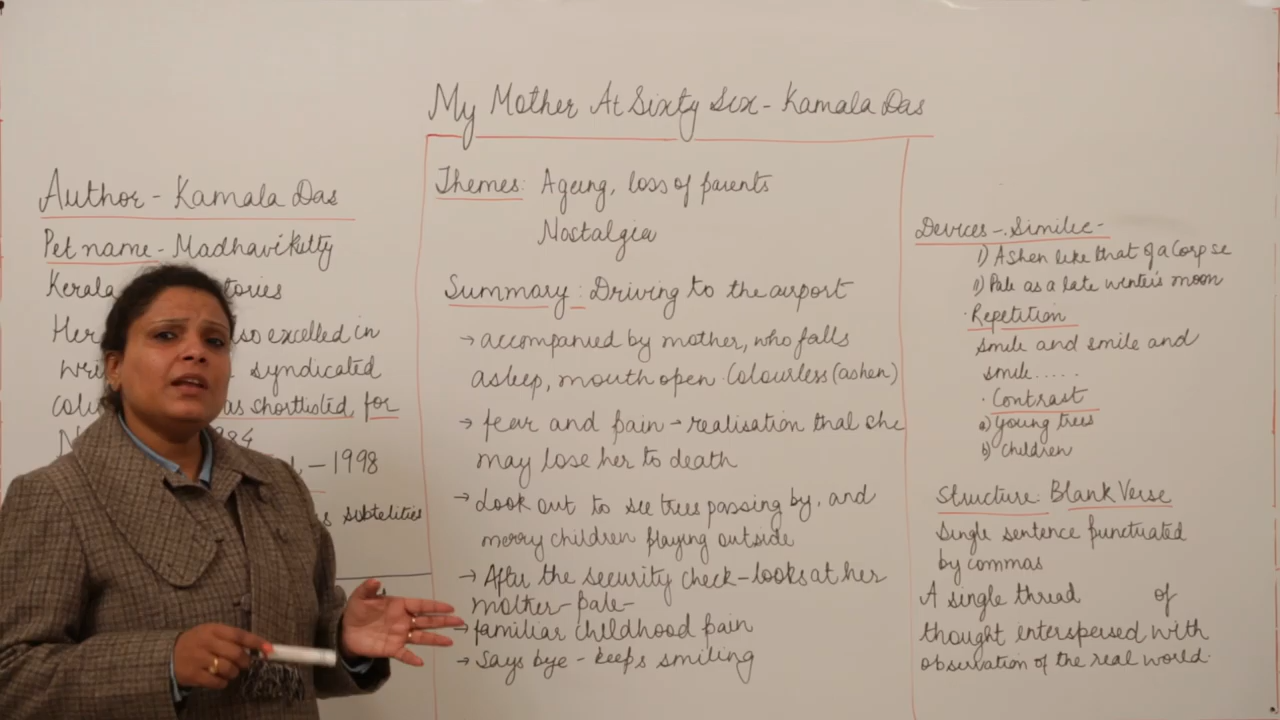 My Mother At Sixty Six - Kamala Das
Author - Kamala Das
Pet name - Madhavikutty
Kerala tories
Her so excelled in
wri syndicated
colu as shortlisted for
N 984
- 1998
s subtelities
Themes: Ageing, loss of parents
Nostalgia
Summary: Driving to the airport
→ accompanied by mother, who falls
asleep, mouth open. Colourless (ashen)
→ fear and pain - realisation that she
may lose her to death
→ Look out to see trees passing by, and
merry children playing outside
→ After the security check - looks at her
mother - pale -
→ familiar childhood pain
→ Says bye - keeps smiling
Devices - Simile -
i) Ashen like that of a Corpse
ii) Pale as a late winter's moon
· Repetition
smile and smile and
smile.....
· Contrast
a) young trees
b) children
Structure: Blank Verse
Single sentence punctuated
by commas
A single thread of
thought interspersed with
observation of the real world.